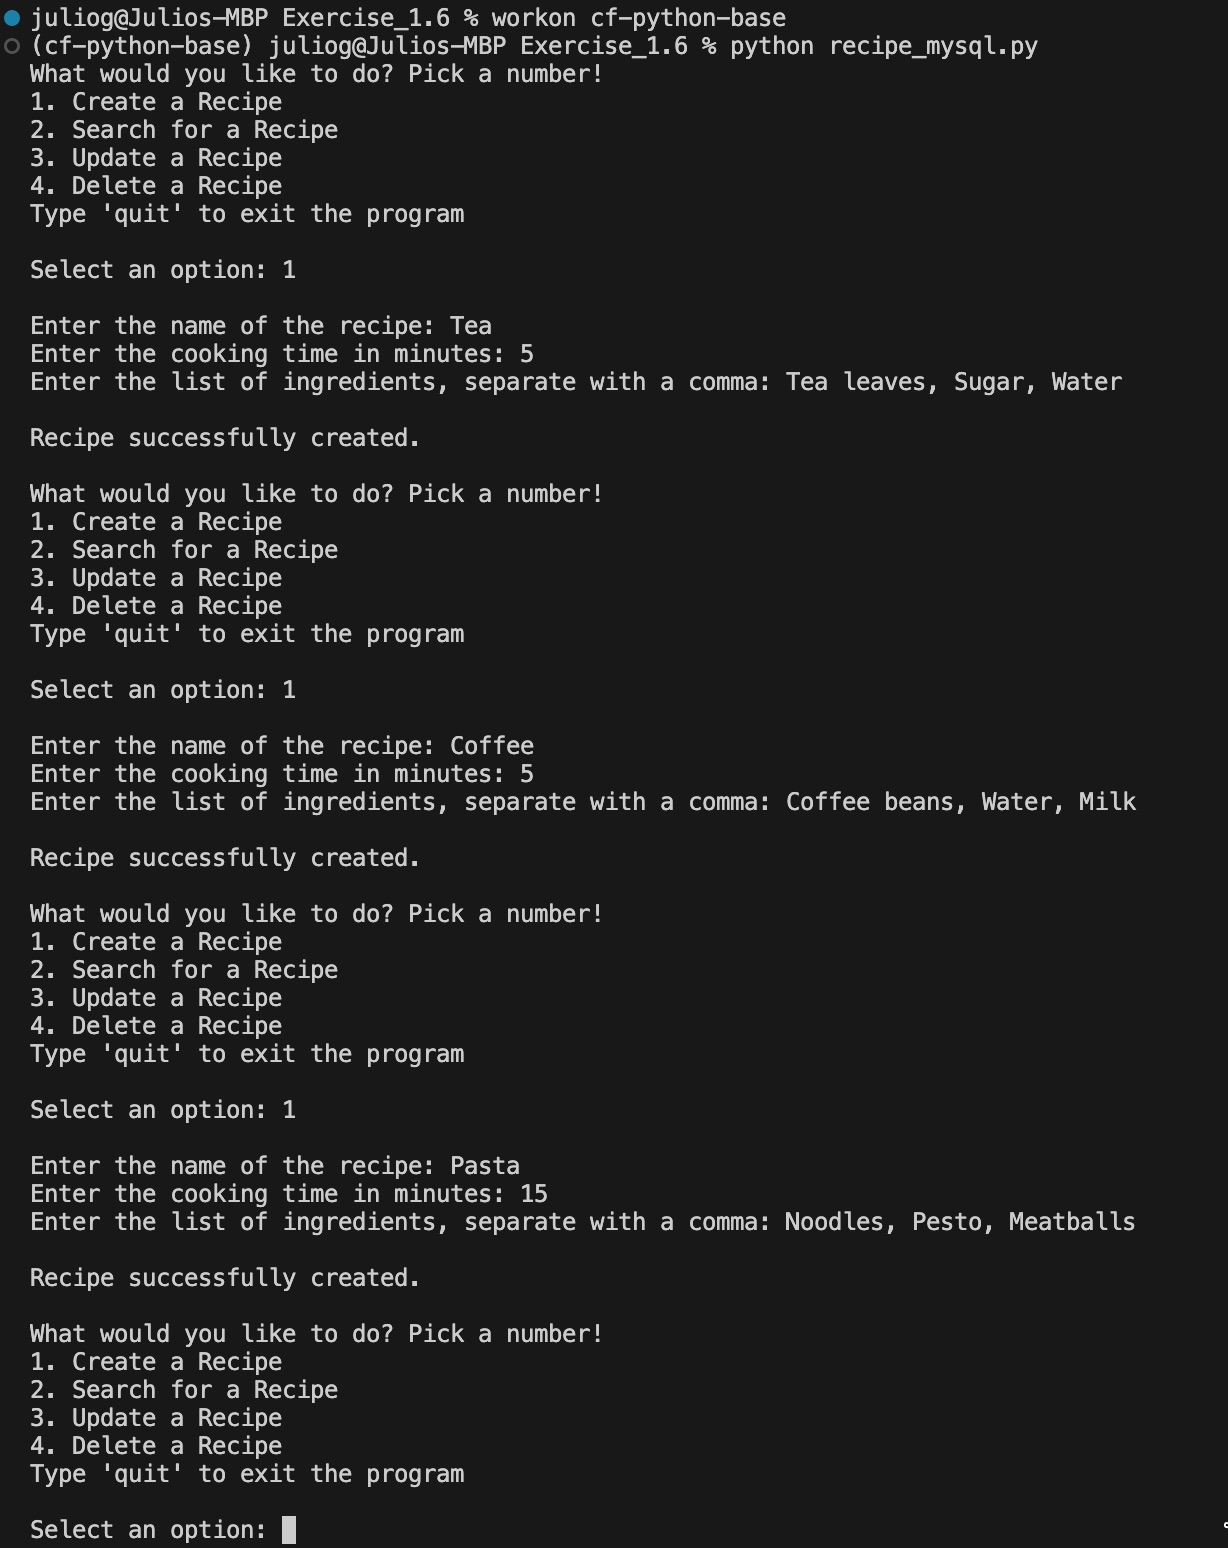 juliog@Julios-MBP Exercise_1.6 % workon cf-python-base
(cf-python-base) juliog@Julios-MBP Exercise_1.6 % python recipe_mysql.py
What would you like to do? Pick a number!
1. Create a Recipe
2. Search for a Recipe
3. Update a Recipe
4. Delete a Recipe
Type 'quit' to exit the program
Select an option: 1
Enter the name of the recipe: Tea
Enter the cooking time in minutes: 5
Enter the list of ingredients, separate with a comma: Tea leaves, Sugar, Water
Recipe successfully created.
What would you like to do? Pick a number!
1. Create a Recipe
2. Search for a Recipe
3. Update a Recipe
4. Delete a Recipe
Type 'quit' to exit the program
Select an option: 1
Enter the name of the recipe: Coffee
Enter the cooking time in minutes: 5
Enter the list of ingredients, separate with a comma: Coffee beans, Water, Milk
Recipe successfully created.
What would you like to do? Pick a number!
1. Create a Recipe
2. Search for a Recipe
3. Update a Recipe
4. Delete a Recipe
Type 'quit' to exit the program
Select an option: 1
Enter the name of the recipe: Pasta
Enter the cooking time in minutes: 15
Enter the list of ingredients, separate with a comma: Noodles, Pesto, Meatballs
Recipe successfully created.
What would you like to do? Pick a number!
1. Create a Recipe
2. Search for a Recipe
3. Update a Recipe
4. Delete a Recipe
Type 'quit' to exit the program
Select an option: